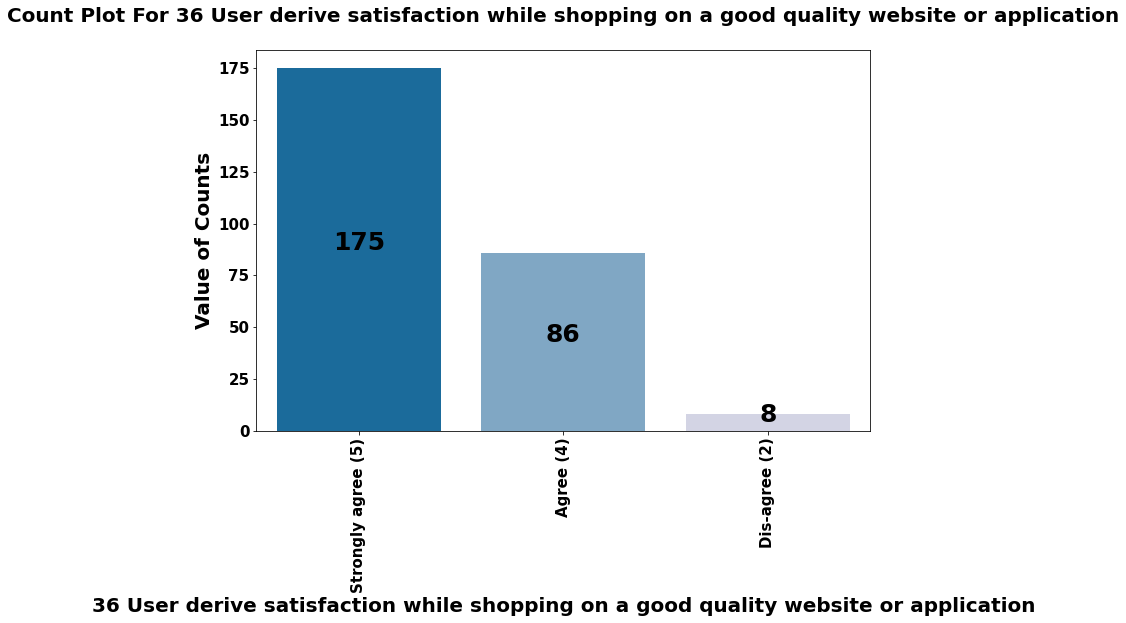 Count Plot For 36 User derive satisfaction while shopping on a good quality website or application
Value of Counts
175
150
125
100
75
50
25
0
175
86
8
Strongly agree (5)
Agree (4)
Dis-agree (2)
36 User derive satisfaction while shopping on a good quality website or application